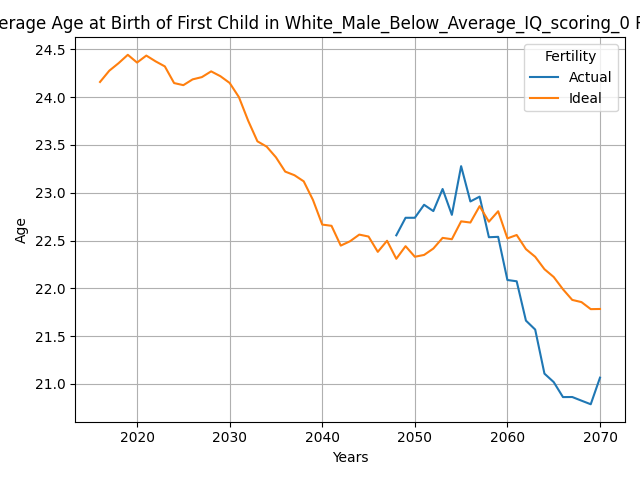 erage Age at Birth of First Child in White_Male_Below_Average_IQ_scoring_0
Fertility
Actual
Ideal
24.5
24.0
23.5
23.0
22.5
22.0
21.5
21.0
Age
2020 2030 2040 2050 2060 2070
Years